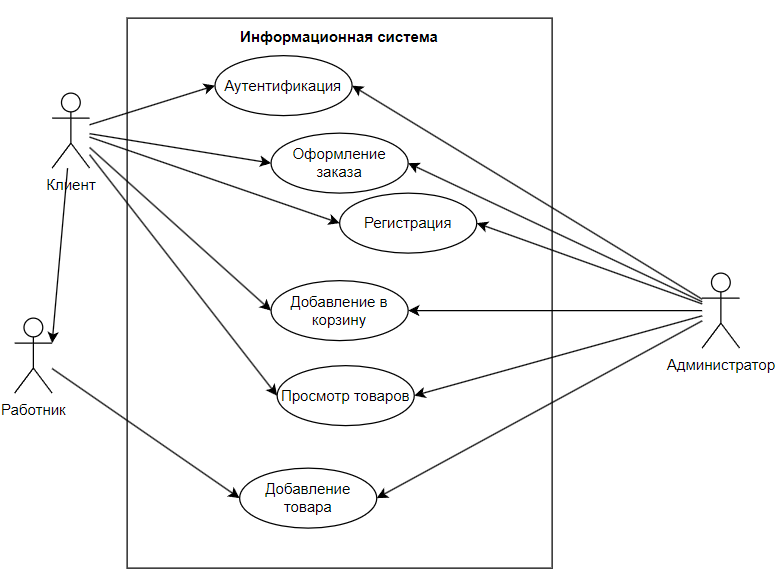 Информационная система
Аутентификация
Оформление
заказа
Клиент
Регистрация
Добавление в
корзину
Администратор
Просмотр товаров
Работник
Добавление
товара